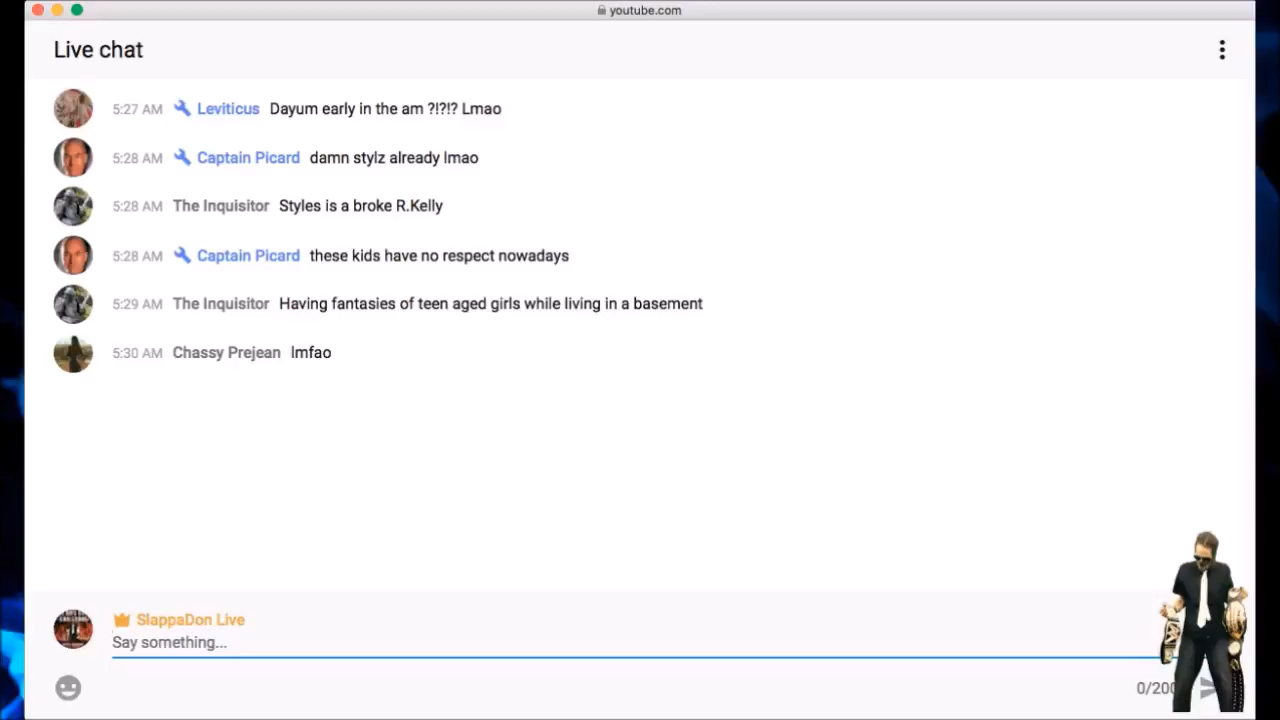 youtube.com
Live chat
5:27 AM Leviticus Dayum early in the am ?!?!? Lmao
5:28 AM Captain Picard damn stylz already lmao
5:28 AM The Inquisitor Styles is a broke R.Kelly
5:28 AM Captain Picard these kids have no respect nowadays
5:29 AM The Inquisitor Having fantasies of teen aged girls while living in a basement
5:30 AM Chassy Prejean lmfao
SlappaDon Live
Say something...
0/200